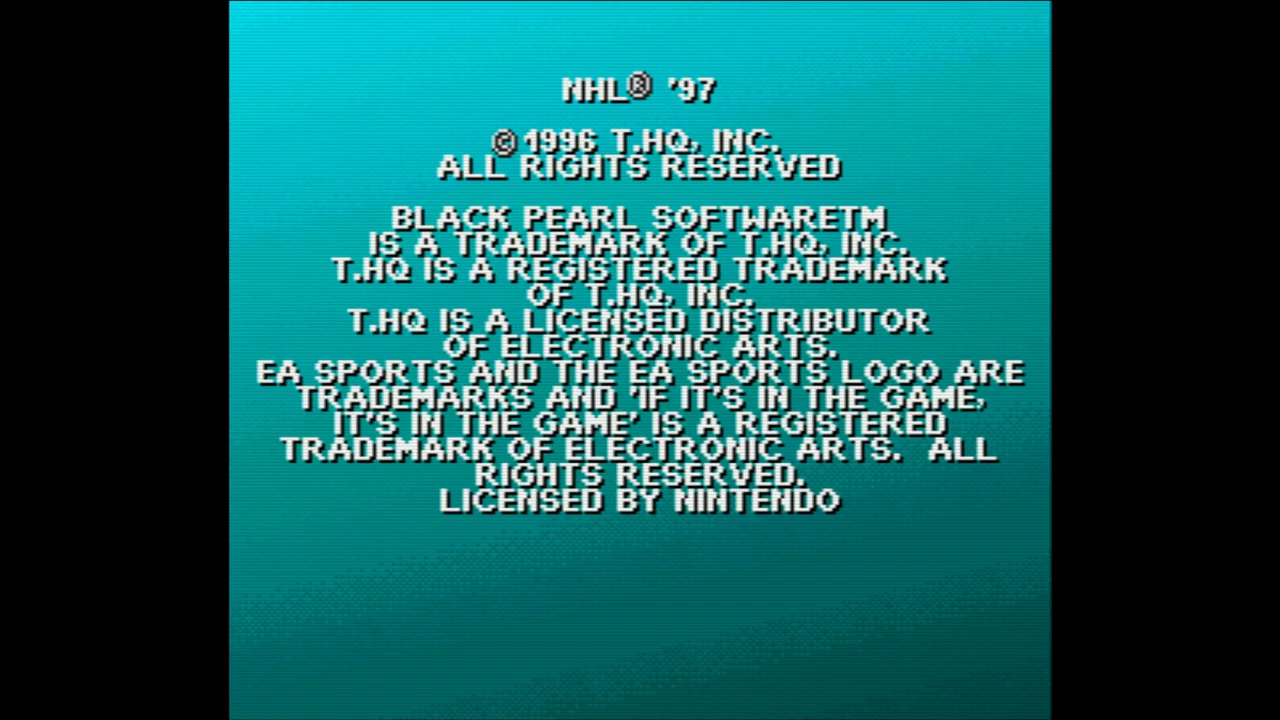 NHL® '97
© 1996 T.HQ, INC.
ALL RIGHTS RESERVED
BLACK PEARL SOFTWARETM
IS A TRADEMARK OF T.HQ, INC.
T.HQ IS A REGISTERED TRADEMARK
OF T.HQ, INC.
T.HQ IS A LICENSED DISTRIBUTOR
OF ELECTRONIC ARTS.
EA SPORTS AND THE EA SPORTS LOGO ARE
TRADEMARKS AND 'IF IT'S IN THE GAME,
IT'S IN THE GAME' IS A REGISTERED
TRADEMARK OF ELECTRONIC ARTS.  ALL
RIGHTS RESERVED.
LICENSED BY NINTENDO